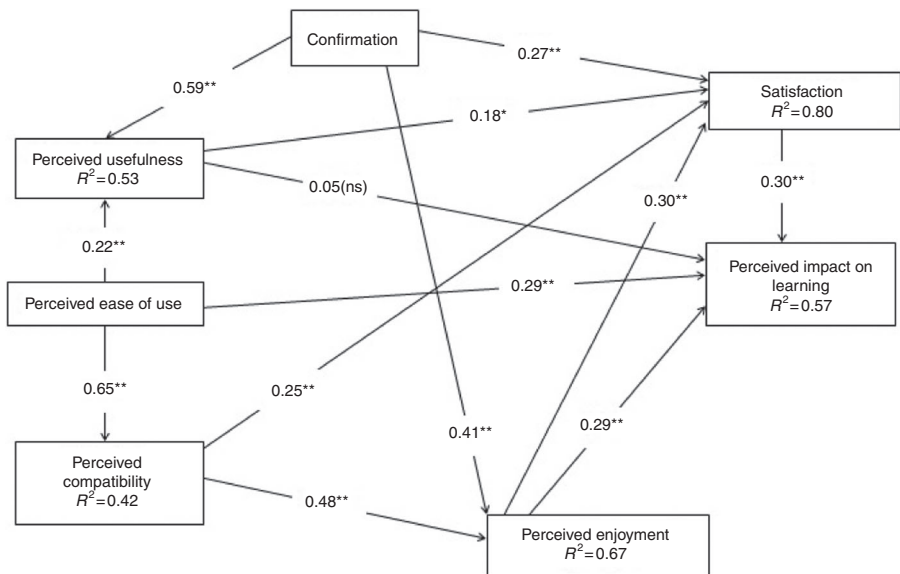 Confirmation
0.27**
0.59**
Satisfaction
R²=0.80
0.18*
Perceived usefulness
R²=0.53
0.05(ns)
0.30**
0.30**
0.22**
Perceived impact on
learning
R²=0.57
Perceived ease of use
0.29**
0.65**
0.25**
0.41**
0.29**
Perceived
compatibility
R²=0.42
0.48**
Perceived enjoyment
R²=0.67